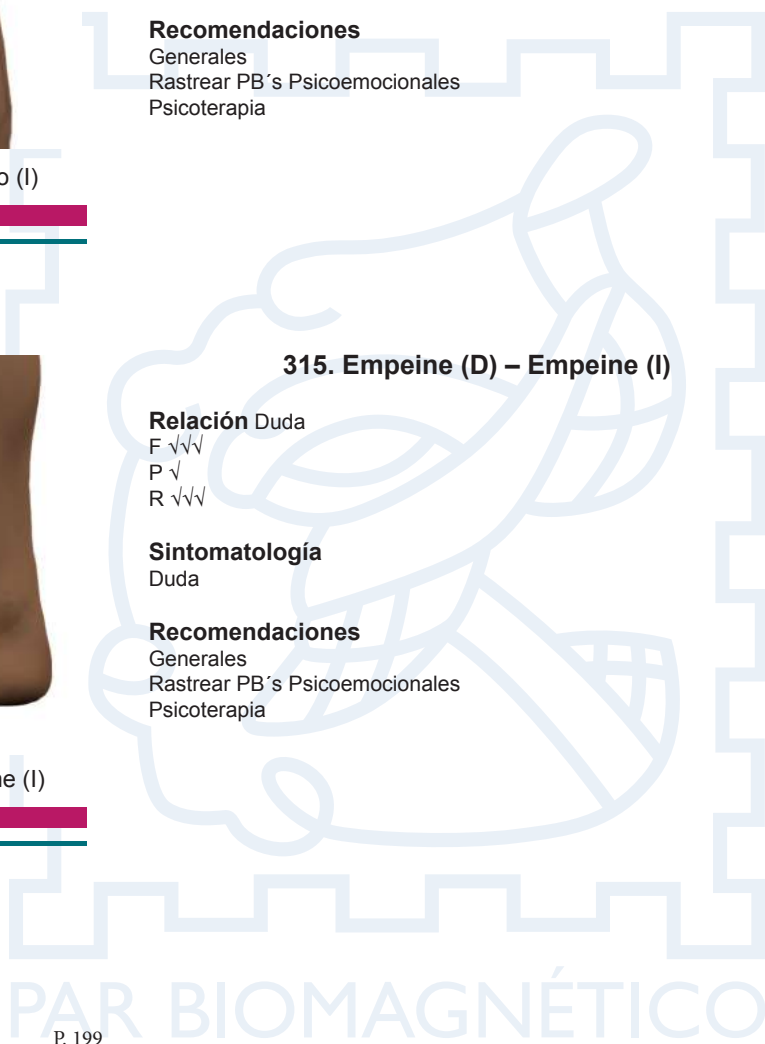 Recomendaciones
Generales
Rastrear PB´s Psicoemocionales
Psicoterapia
o (I)
315. Empeine (D) – Empeine (I)
Relación Duda
F √√√
P √
R √√√
Sintomatología
Duda
Recomendaciones
Generales
Rastrear PB´s Psicoemocionales
Psicoterapia
ne (I)
PAR BIOMAGNÉTICO
P. 199